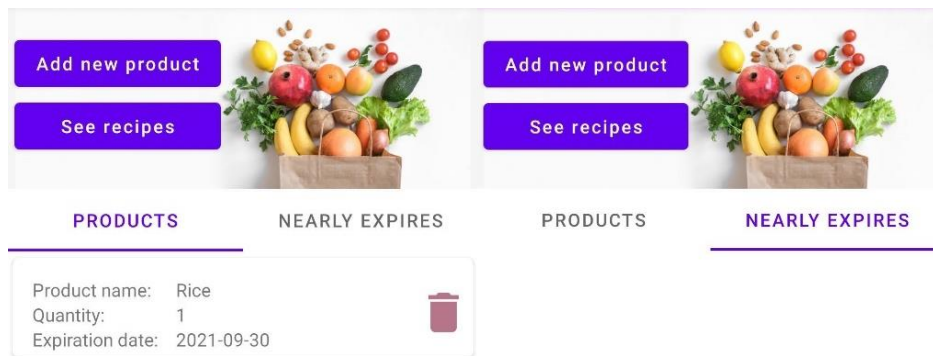 Add new product
See recipes
PRODUCTS NEARLY EXPIRES
Product name: Rice
Quantity: 1
Expiration date: 2021-09-30
Add new product
See recipes
PRODUCTS NEARLY EXPIRES